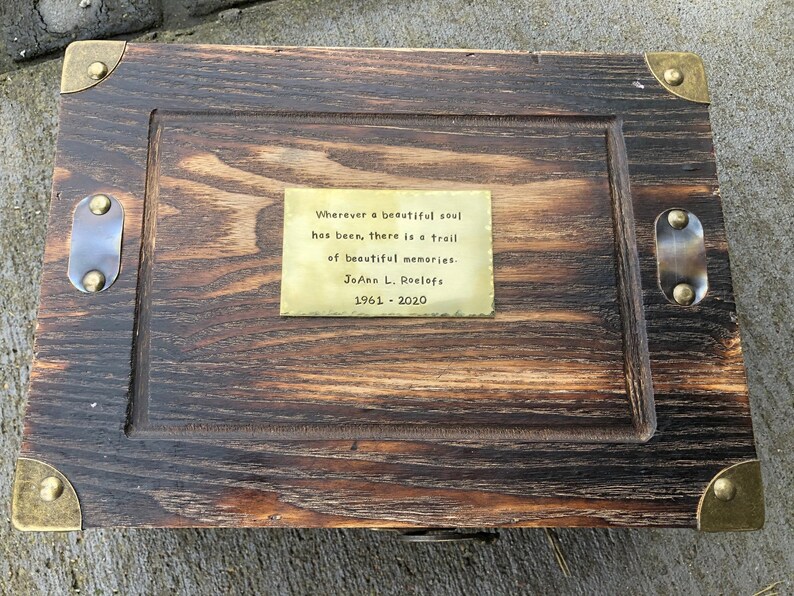 Wherever a beautiful soul
has been, there is a trail
of beautiful memories.
JoAnn L. Roelofs
1961 - 2020